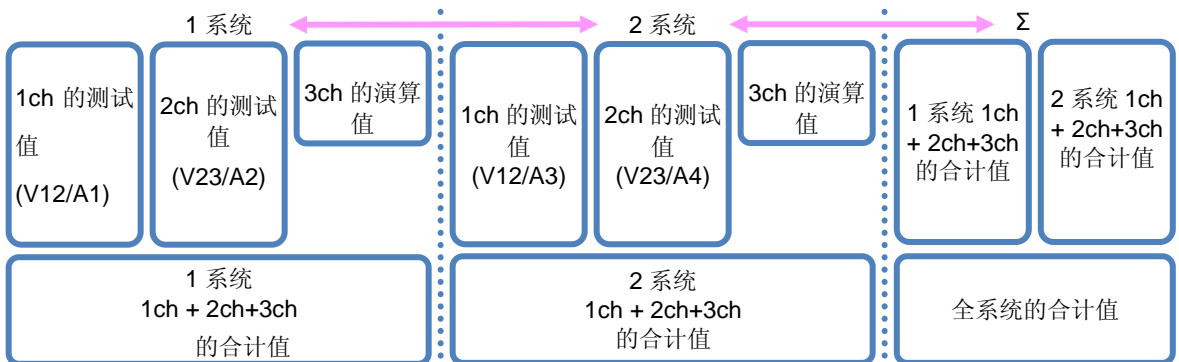 1 系统
2 系统
Σ
1ch 的测试
值
(V12/A1)
2ch 的测试
值
(V23/A2)
3ch 的演算
值
1ch 的测试
值
(V12/A3)
2ch 的测试
值
(V23/A4)
3ch 的演算
值
1 系统 1ch
+ 2ch+3ch
的合计值
2 系统 1ch
+ 2ch+3ch
的合计值
1 系统
1ch + 2ch+3ch
的合计值
2 系统
1ch + 2ch+3ch
的合计值
全系统的合计值